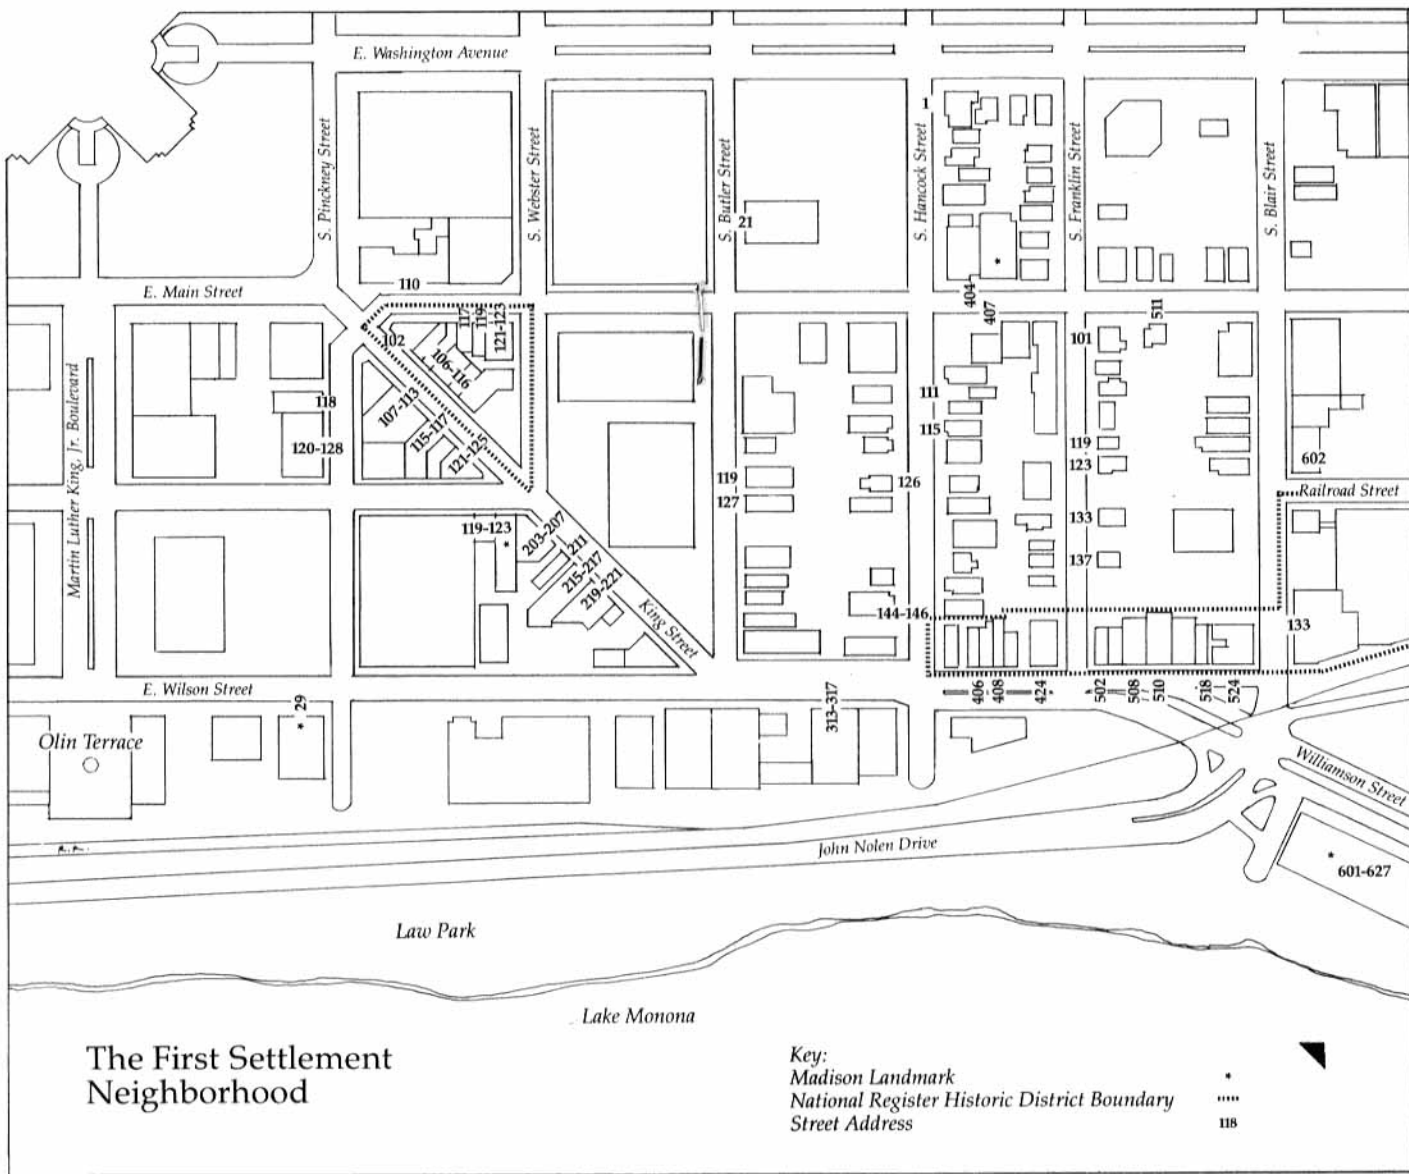 E. Washington Avenue
S. Pinckney Street
S. Webster Street
S. Butler Street
S. Hancock Street
S. Franklin Street
S. Blair Street
1
21
110
E. Main Street
404
407
511
102
117
119
121-123
106-116
101
107-113
118
111
115-117
115
120-128
121-125
119
119
123
602
126
127
Railroad Street
Martin Luther King, Jr. Boulevard
119-123
203-207
211
215-217
219-221
133
137
King Street
144-146
133
E. Wilson Street
29
313-317
406
408
424
502
508
510
518
524
Olin Terrace
Williamson Street
R.R.
John Nolen Drive
601-627
Law Park
Lake Monona
The First Settlement
Neighborhood
Key:
Madison Landmark *
National Register Historic District Boundary
Street Address 118